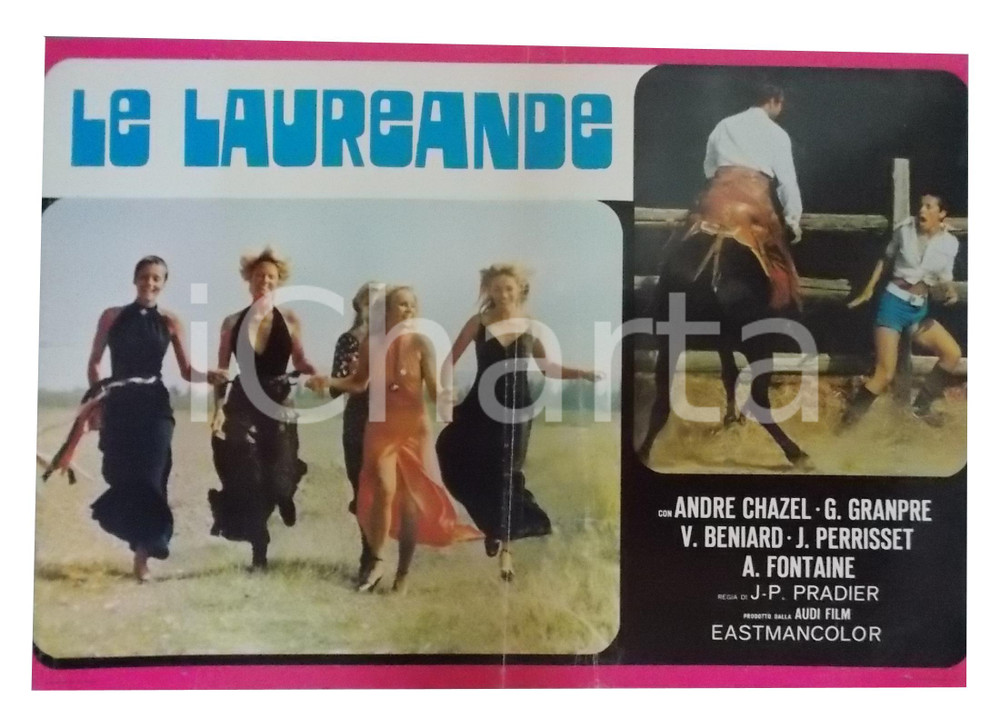 LE LAUREANDE
iCharta
CON ANDRE CHAZEL · G. GRANPRE
V. BENIARD · J. PERRISSET
A. FONTAINE
REGIA DI J-P. PRADIER
PRODOTTO DALLA AUDI FILM
EASTMANCOLOR